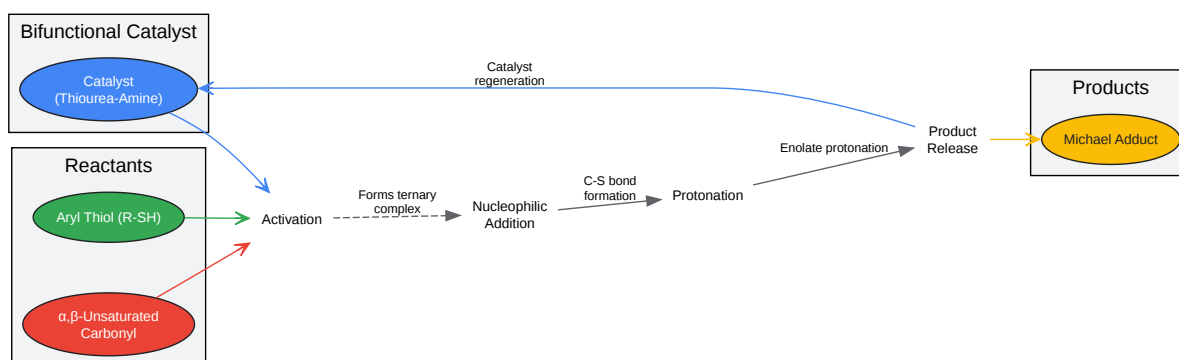 Bifunctional Catalyst
Catalyst
(Thiourea-Amine)
Reactants
Aryl Thiol (R-SH)
α,β-Unsaturated
Carbonyl
Activation
Forms ternary
complex
Nucleophilic
Addition
C-S bond
formation
Protonation
Enolate protonation
Product
Release
Catalyst
regeneration
Products
Michael Adduct